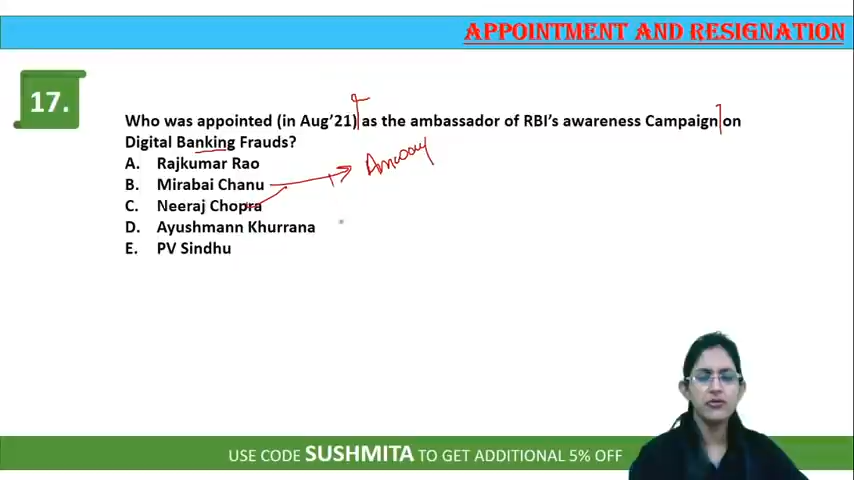 APPOINTMENT AND RESIGNATION
17.
Who was appointed (in Aug'21) as the ambassador of RBI's awareness Campaign on
Digital Banking Frauds?
A. Rajkumar Rao
B. Mirabai Chanu
C. Neeraj Chopra
D. Ayushmann Khurrana
E. PV Sindhu
USE CODE SUSHMITA TO GET ADDITIONAL 5% OFF